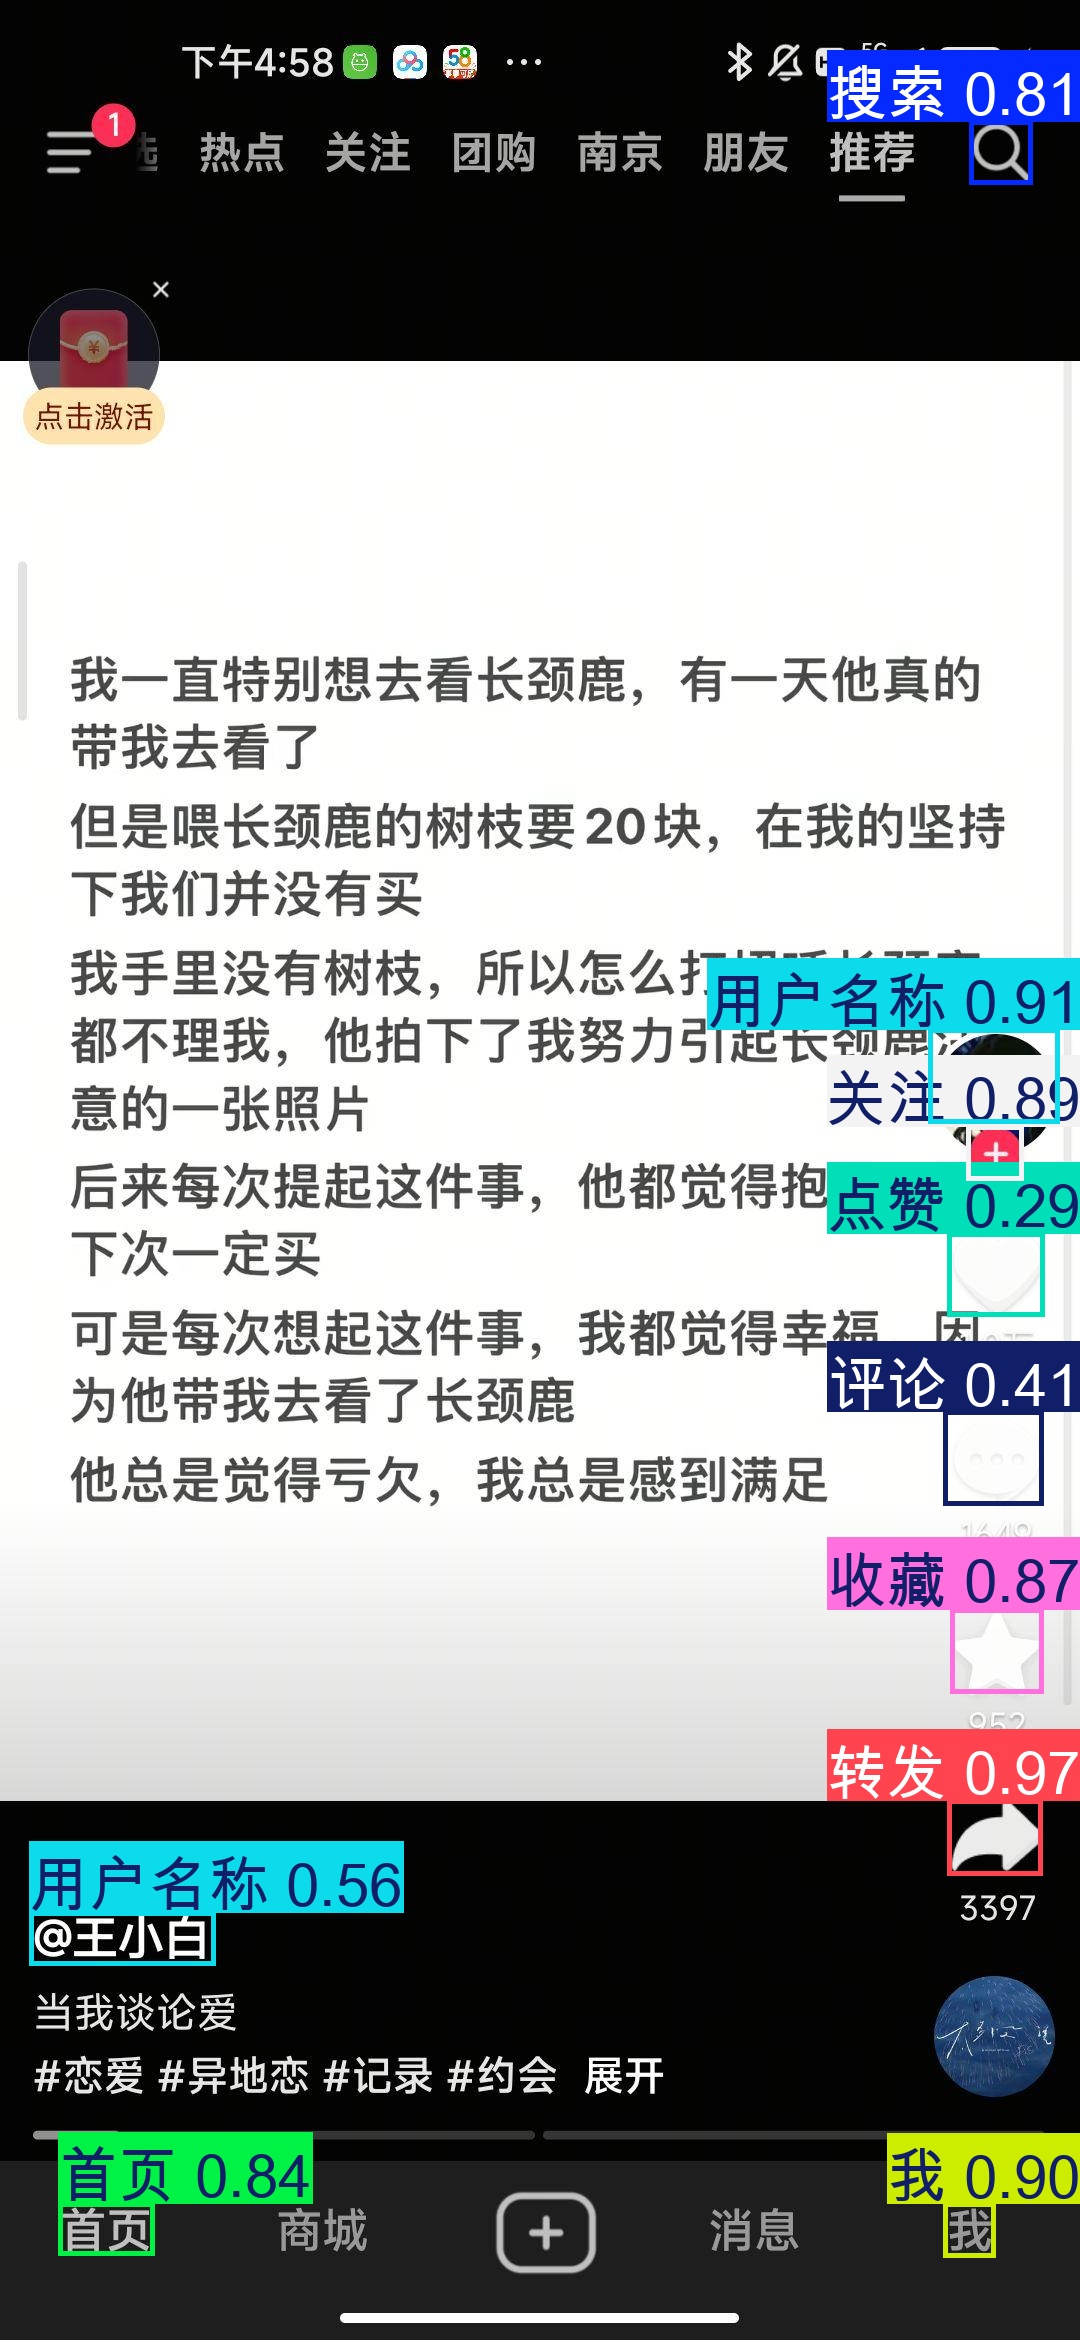 下午4:58
58
5G
搜索 0.81
1
选 热点 关注 团购 南京 朋友 推荐
点击激活
我一直特别想去看长颈鹿，有一天他真的
带我去看了
但是喂长颈鹿的树枝要20块，在我的坚持
下我们并没有买
我手里没有树枝，所以怎么打招呼长颈鹿
用户名称 0.91
都不理我，他拍下了我努力引起长颈鹿注
意的一张照片
关注 0.89
后来每次提起这件事，他都觉得抱
点赞 0.29
下次一定买
可是每次想起这件事，我都觉得幸福，因
为他带我去看了长颈鹿
评论 0.41
他总是觉得亏欠，我总是感到满足
1649
收藏 0.87
952
转发 0.97
3397
用户名称 0.56
@王小白
当我谈论爱
#恋爱 #异地恋 #记录 #约会 展开
首页 0.84
我 0.90
首页 商城 消息 我